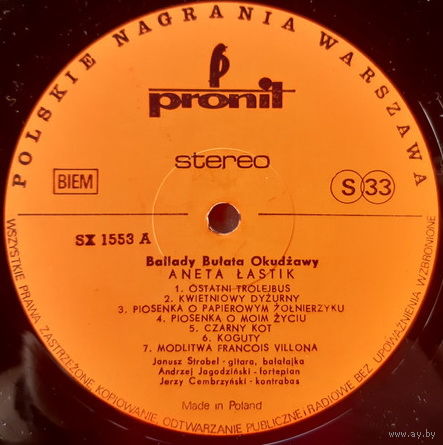 POLSKIE NAGRANIA WARSZAWA
pronit
stereo
BIEM
S 33
SX 1553 A
Ballady Bułata Okudżawy
ANETA ŁASTIK
1. OSTATNI TROLEJBUS
2. KWIETNIOWY DYŻURNY
3. PIOSENKA O PAPIEROWYM ŻOŁNIERZYKU
4. PIOSENKA O MOIM ŻYCIU
5. CZARNY KOT
6. KOGUTY
7. MODLITWA FRANCOIS VILLONA
Janusz Strobel - gitara, bałałajka
Andrzej Jagodziński - fortepian
Jerzy Cembrzyński - kontrabas
Made in Poland
WSZYSTKIE PRAWA ZASTRZEŻONE KOPIOWANIE, ODTWARZANIE PUBLICZNE i RADIOWE BEZ UPOWAŻNIENIA WZBRONIONE
www.ay.by